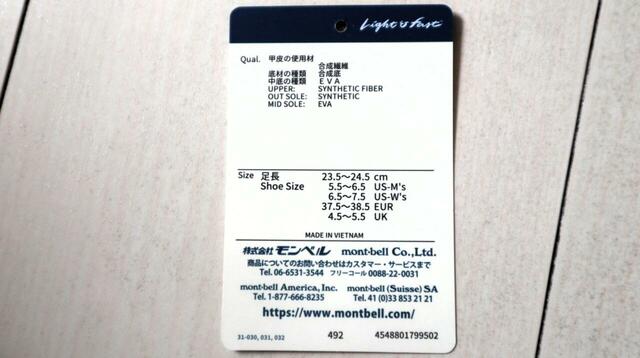 Light & Fast
Qual. 甲皮の使用材
合成繊維
底材の種類 合成底
中底の種類 ＥＶＡ
UPPER: SYNTHETIC FIBER
OUT SOLE: SYNTHETIC
MID SOLE: EVA
Size 足長 23.5～24.5 cm
Shoe Size 5.5～6.5 US-M's
6.5～7.5 US-W's
37.5～38.5 EUR
4.5～5.5 UK
MADE IN VIETNAM
株式会社モンベル mont-bell Co., Ltd.
商品についてのお問い合わせはカスタマー・サービスまで
Tel. 06-6531-3544 フリーコール 0088-22-0031
mont-bell America, Inc. mont-bell (Suisse) SA
Tel. 1-877-666-8235 Tel. 41 (0)33 853 21 21
https://www.montbell.com/
31-030, 031, 032 492 4548801799502